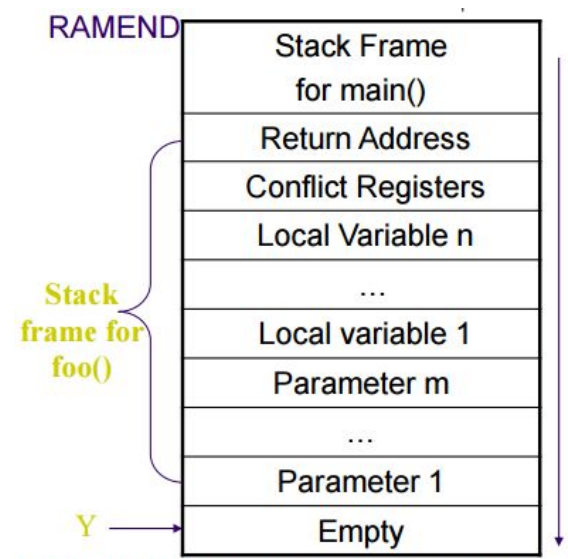 RAMEND
Stack Frame
for main()
Return Address
Conflict Registers
Local Variable n
...
Local variable 1
Parameter m
...
Parameter 1
Empty
Stack
frame for
foo()
Y